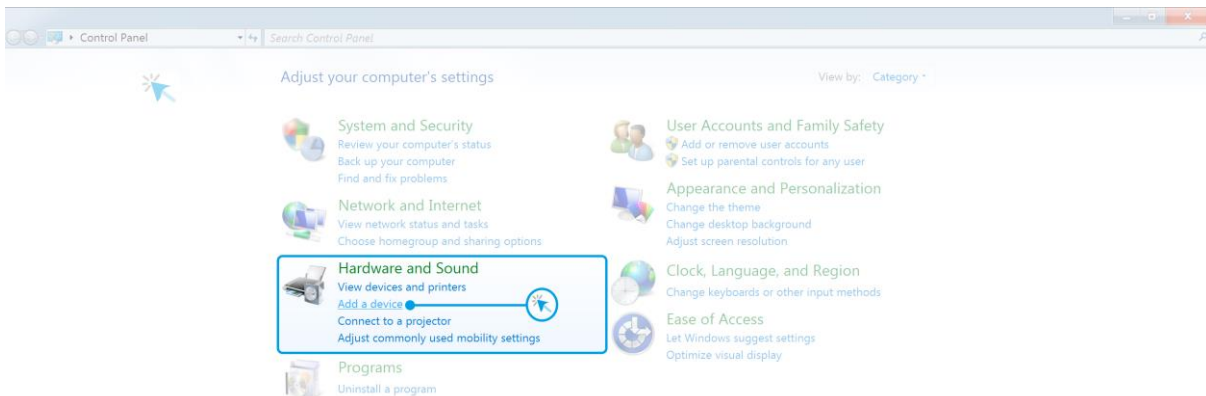 Control Panel
Search Control Panel
Adjust your computer's settings
View by: Category
System and Security
Review your computer's status
Back up your computer
Find and fix problems
Network and Internet
View network status and tasks
Choose homegroup and sharing options
Hardware and Sound
View devices and printers
Add a device
Connect to a projector
Adjust commonly used mobility settings
Programs
Uninstall a program
User Accounts and Family Safety
Add or remove user accounts
Set up parental controls for any user
Appearance and Personalization
Change the theme
Change desktop background
Adjust screen resolution
Clock, Language, and Region
Change keyboards or other input methods
Ease of Access
Let Windows suggest settings
Optimize visual display